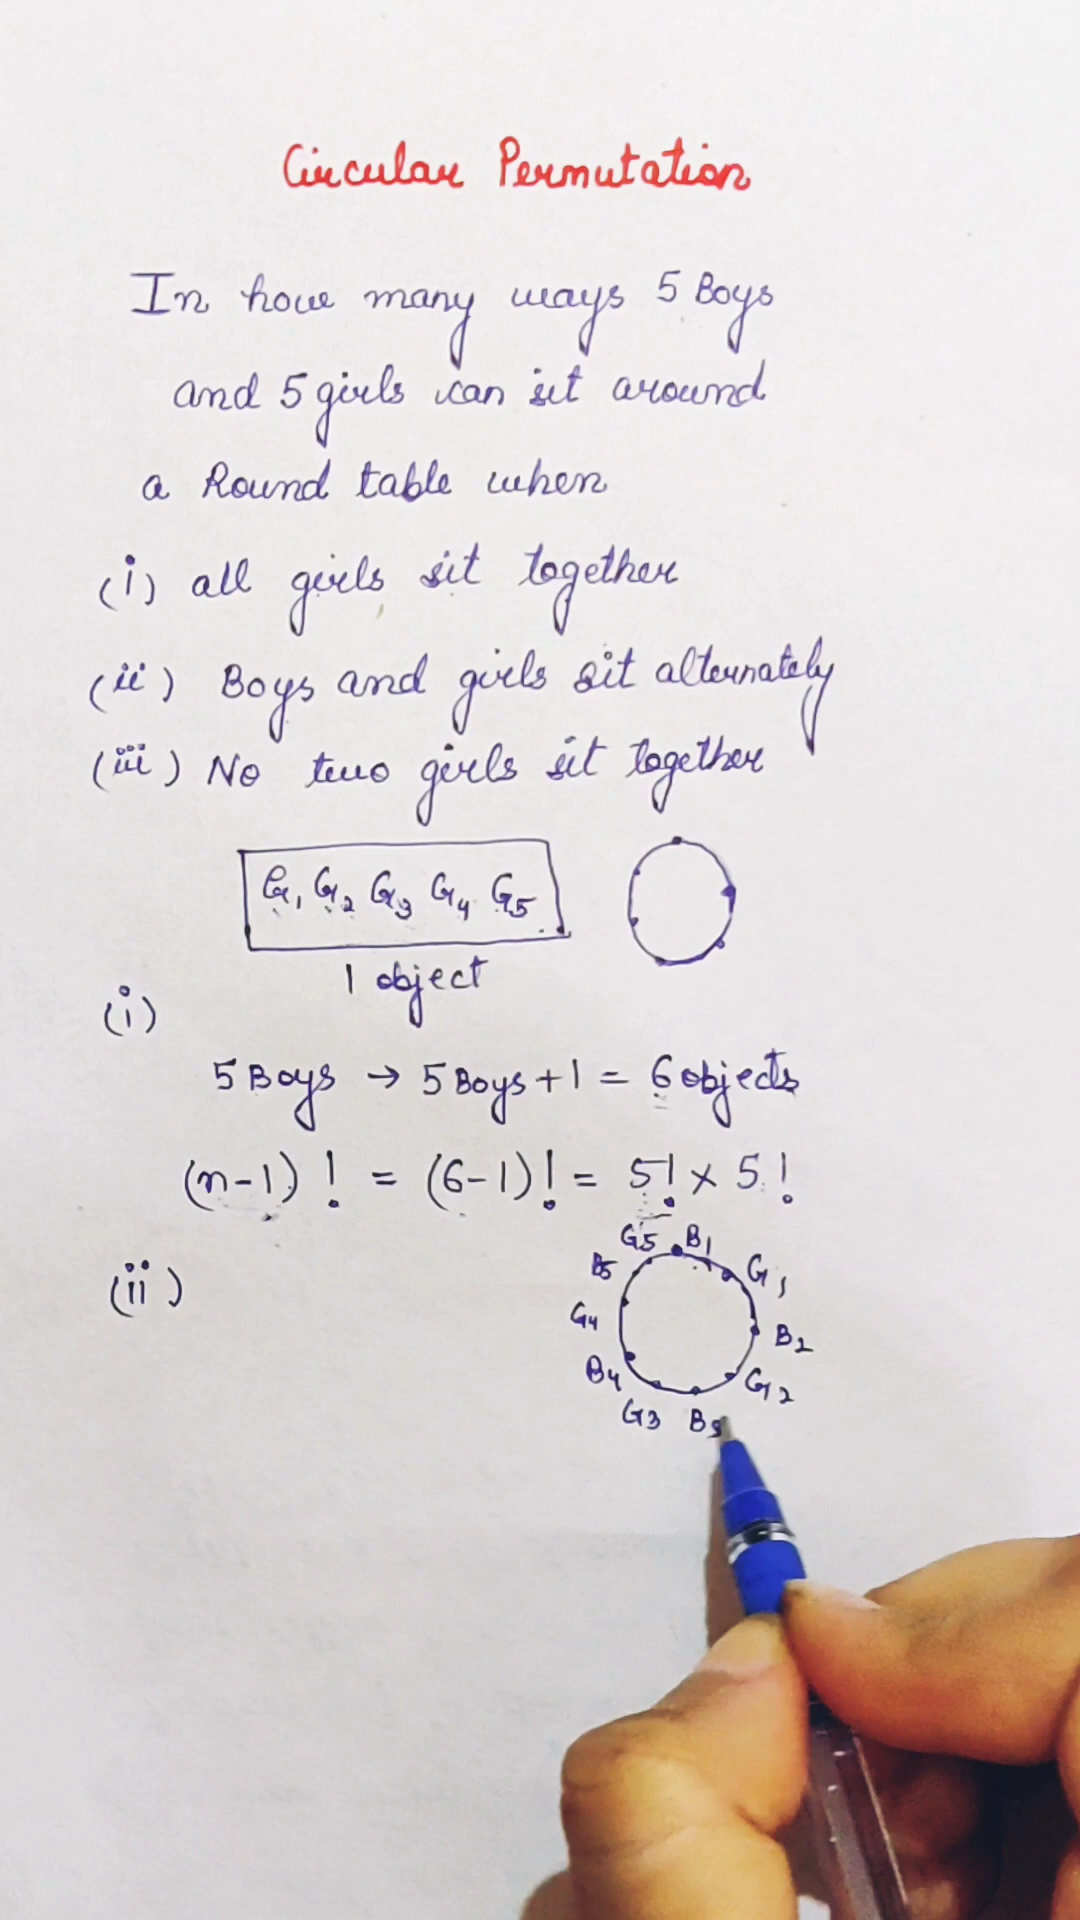 Circular Permutation
In how many ways 5 Boys
and 5 girls can sit around
a Round table when
(i) all girls sit together
(ii) Boys and girls sit alternately
(iii) No two girls sit together
G₁ G₂ G₃ G₄ G₅
1 object
(i)
5 Boys → 5 Boys + 1 = 6 objects
(n-1)! = (6-1)! = 5! × 5!
(ii)
G5 B1
B5 G1
G4 B2
B4 G2
G3 B3